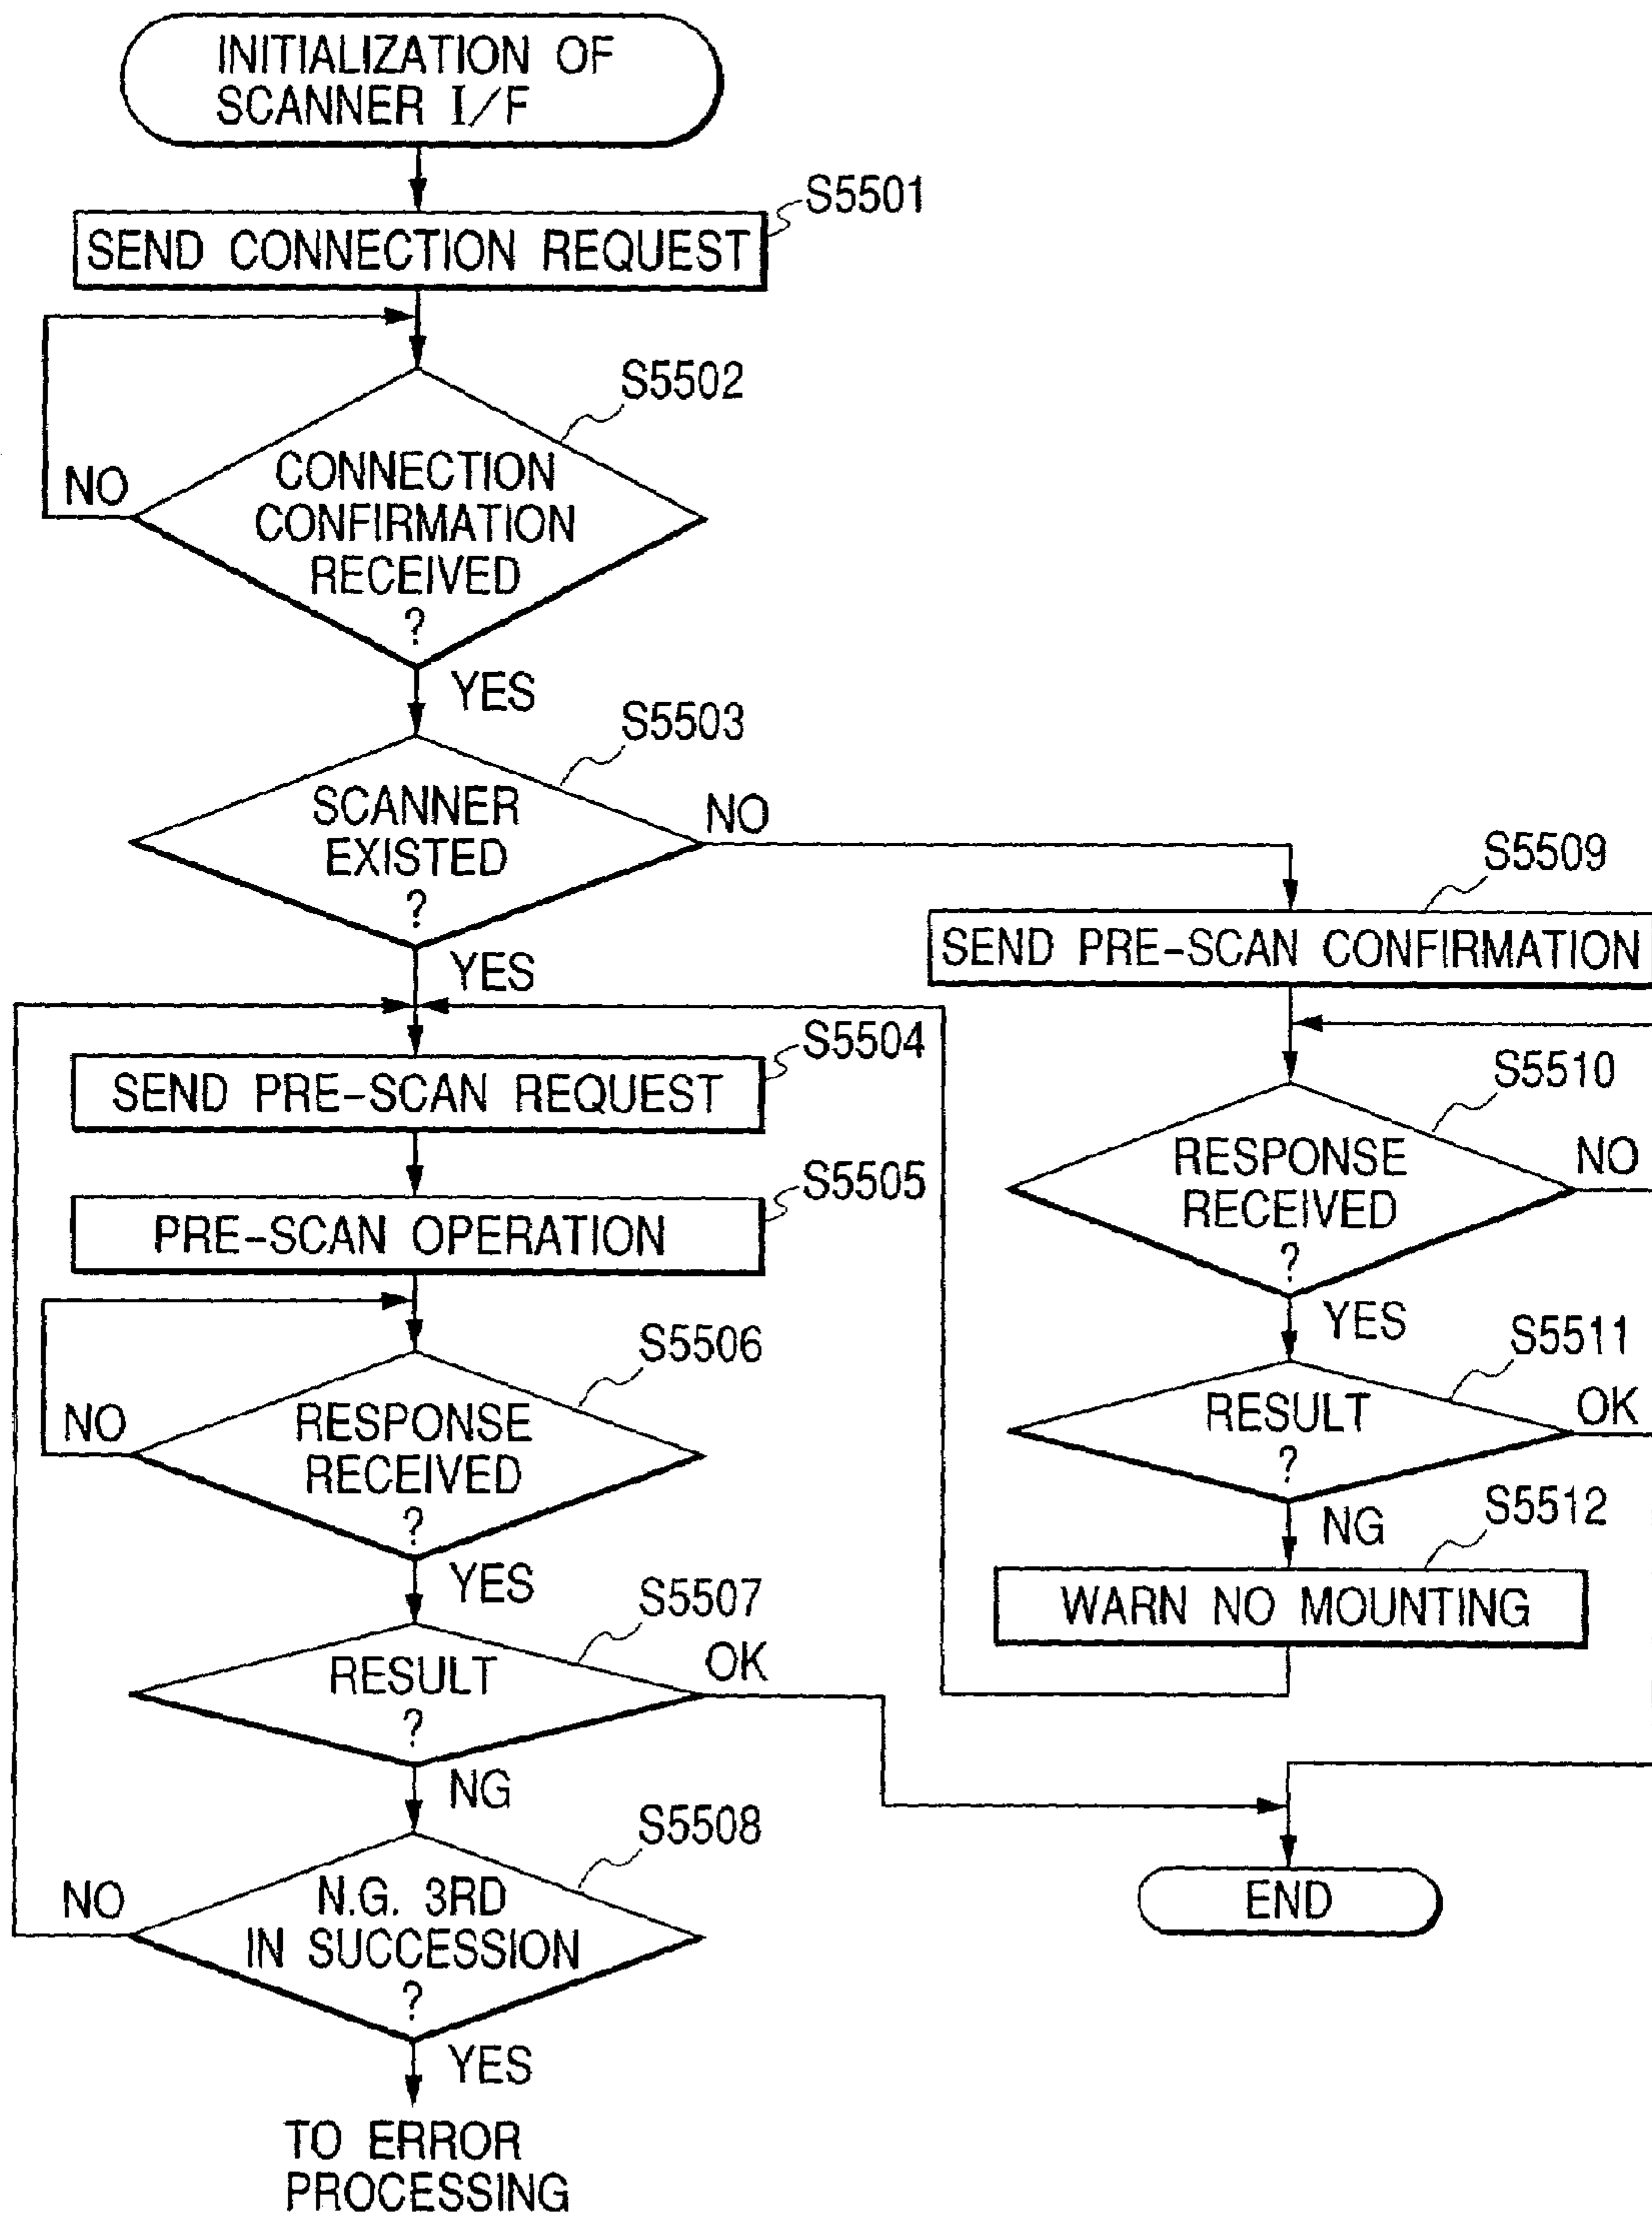 INITIALIZATION OF
SCANNER I/F
S5501
SEND CONNECTION REQUEST
S5502
CONNECTION
CONFIRMATION
RECEIVED
?
NO
YES
S5503
SCANNER
EXISTED
?
NO
YES
S5504
SEND PRE-SCAN REQUEST
S5505
PRE-SCAN OPERATION
S5506
RESPONSE
RECEIVED
?
NO
YES
S5507
RESULT
?
OK
NG
S5508
N.G. 3RD
IN SUCCESSION
?
NO
YES
TO ERROR
PROCESSING
S5509
SEND PRE-SCAN CONFIRMATION
S5510
RESPONSE
RECEIVED
?
NO
YES
S5511
RESULT
?
OK
NG
S5512
WARN NO MOUNTING
END